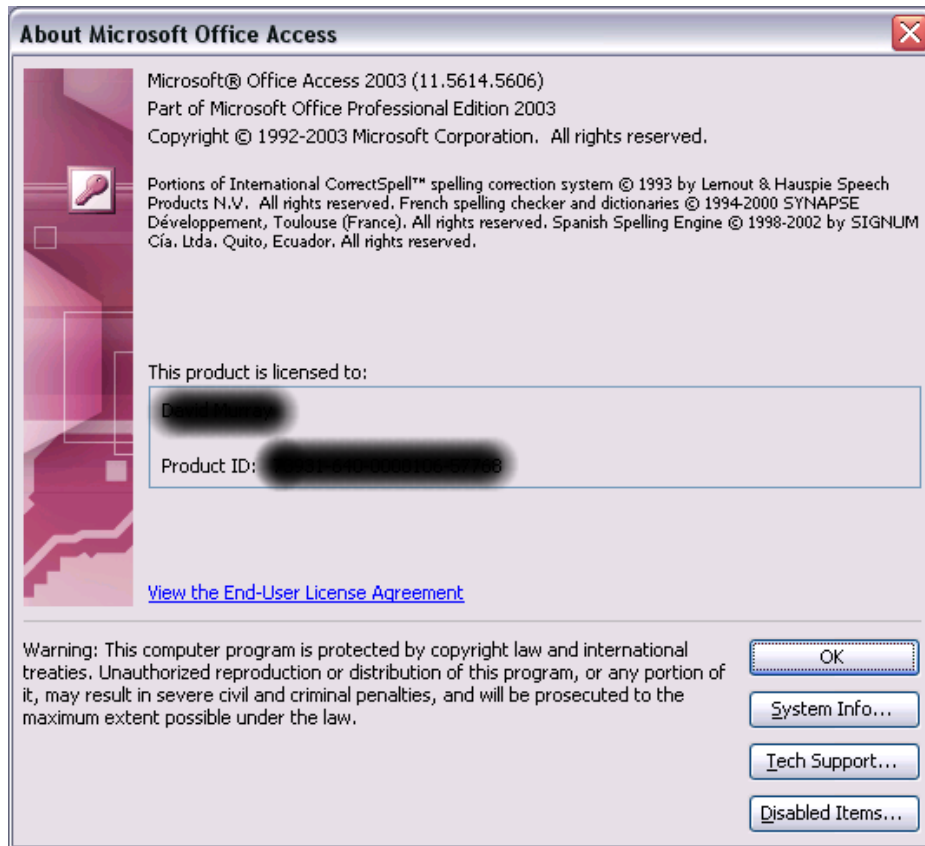 About Microsoft Office Access
Microsoft® Office Access 2003 (11.5614.5606)
Part of Microsoft Office Professional Edition 2003
Copyright © 1992-2003 Microsoft Corporation.  All rights reserved.
Portions of International CorrectSpell™ spelling correction system © 1993 by Lernout & Hauspie Speech
Products N.V.  All rights reserved. French spelling checker and dictionaries © 1994-2000 SYNAPSE
Développement, Toulouse (France). All rights reserved. Spanish Spelling Engine © 1998-2002 by SIGNUM
Cía. Ltda. Quito, Ecuador. All rights reserved.
This product is licensed to:
Product ID:
View the End-User License Agreement
Warning: This computer program is protected by copyright law and international
treaties. Unauthorized reproduction or distribution of this program, or any portion of
it, may result in severe civil and criminal penalties, and will be prosecuted to the
maximum extent possible under the law.
OK
System Info...
Tech Support...
Disabled Items...